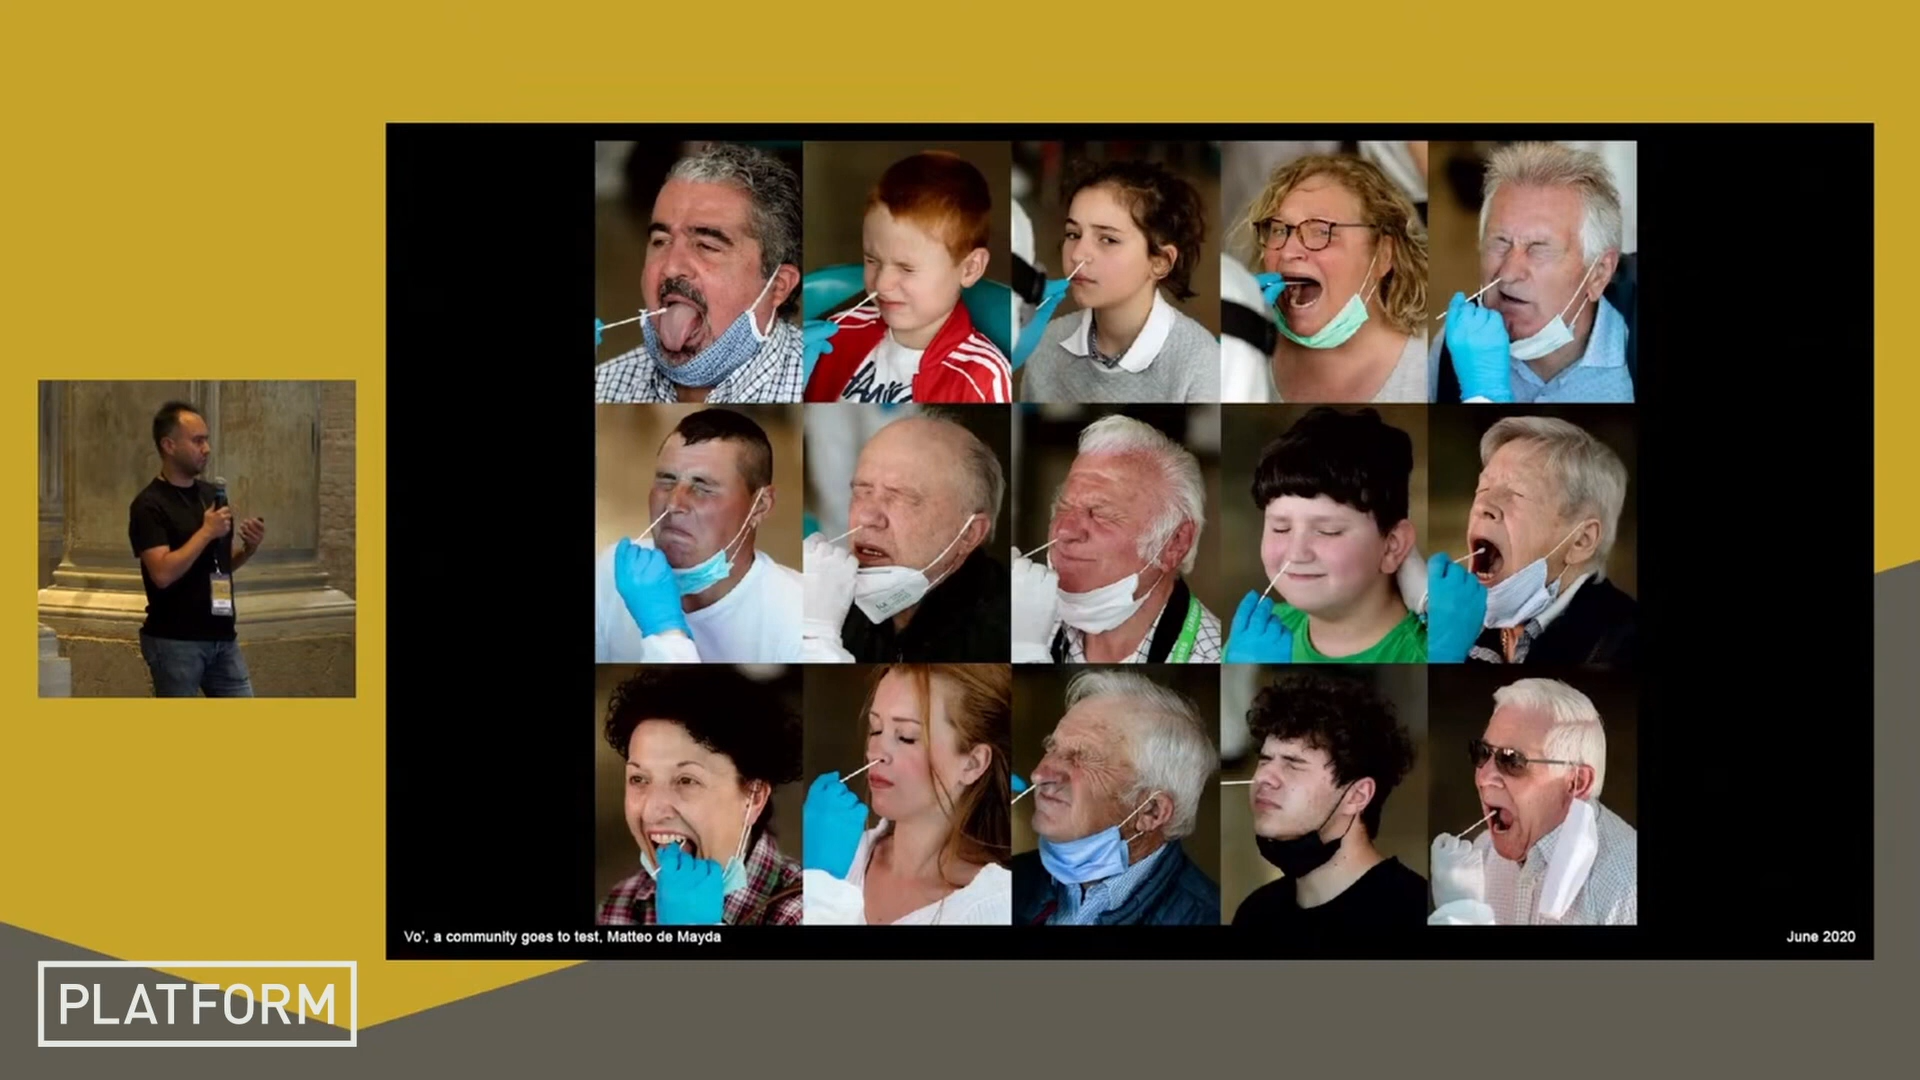 Vo', a community goes to test, Matteo de Mayda
June 2020
PLATFORM